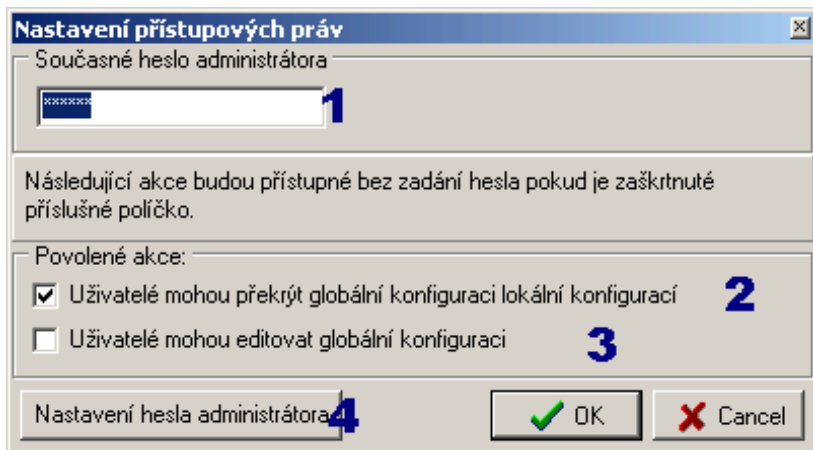 Nastavení přístupových práv
Současné heslo administrátora
****** 1
Následující akce budou přístupné bez zadání hesla pokud je zaškrtnuté
příslušné políčko.
Povolené akce:
Uživatelé mohou překrýt globální konfiguraci lokální konfigurací 2
Uživatelé mohou editovat globální konfiguraci 3
Nastavení hesla administrátora 4 OK Cancel